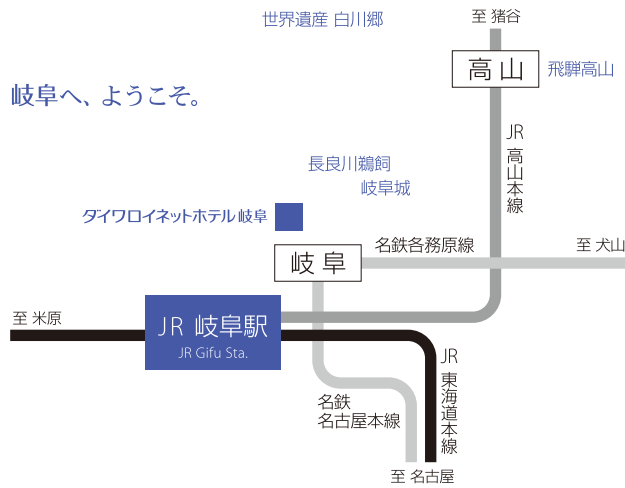 世界遺産 白川郷
至 猪谷
高山
飛騨高山
岐阜へ、ようこそ。
JR 高山本線
長良川鵜飼
岐阜城
ダイワロイネットホテル 岐阜
名鉄各務原線
至 犬山
岐阜
至 米原
JR 岐阜駅
JR Gifu Sta.
JR 東海道本線
名鉄
名古屋本線
至 名古屋